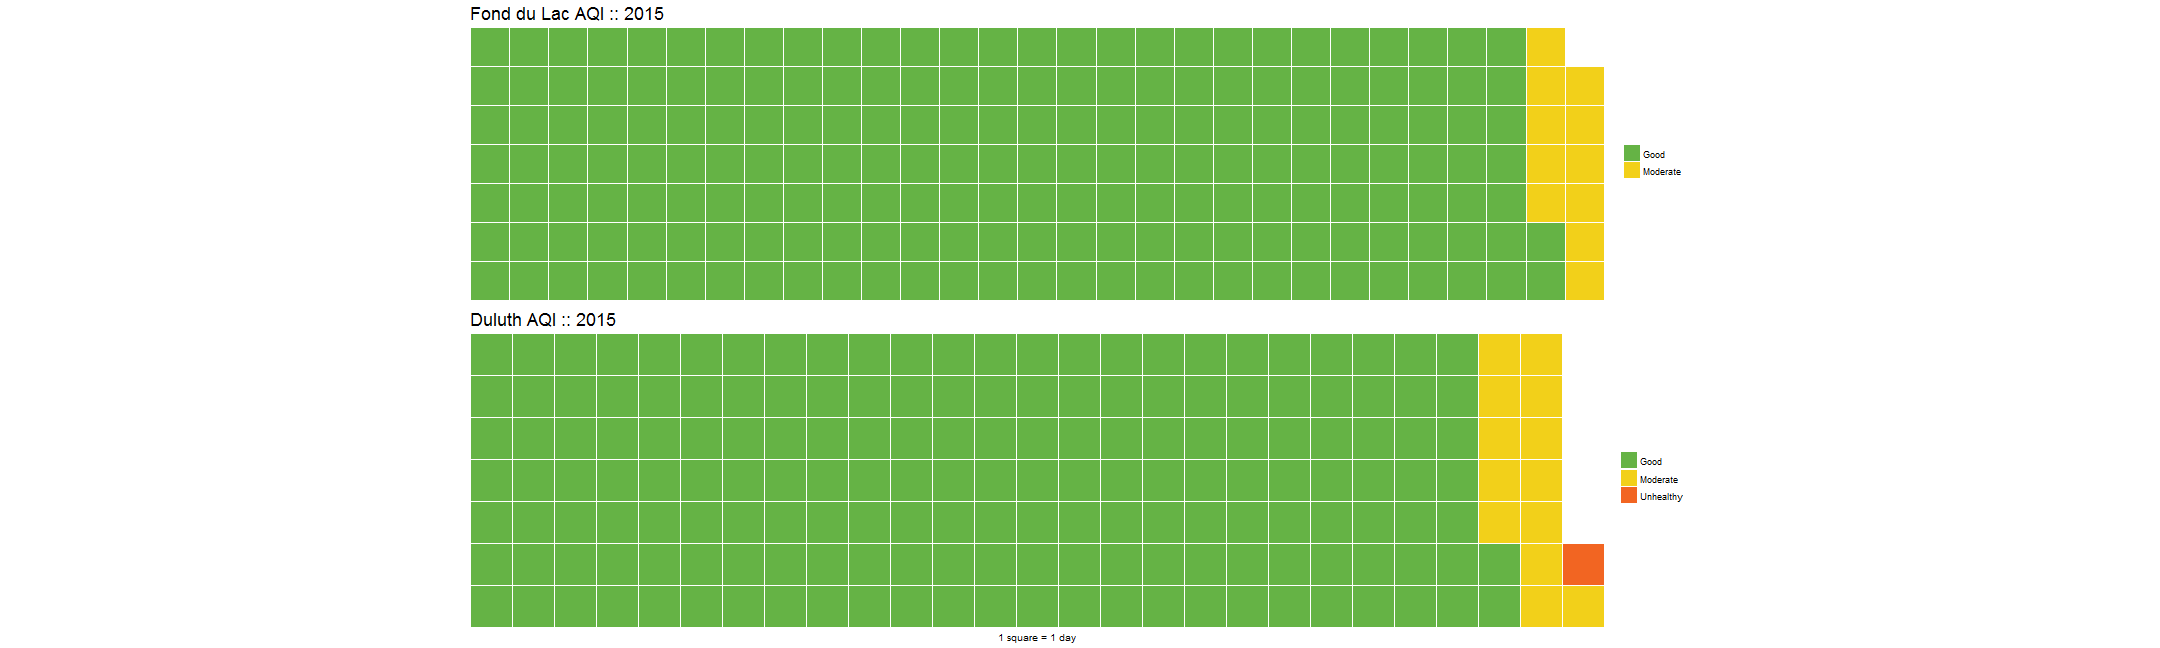 Fond du Lac AQI :: 2015
Good
Moderate
Duluth AQI :: 2015
Good
Moderate
Unhealthy
1 square = 1 day